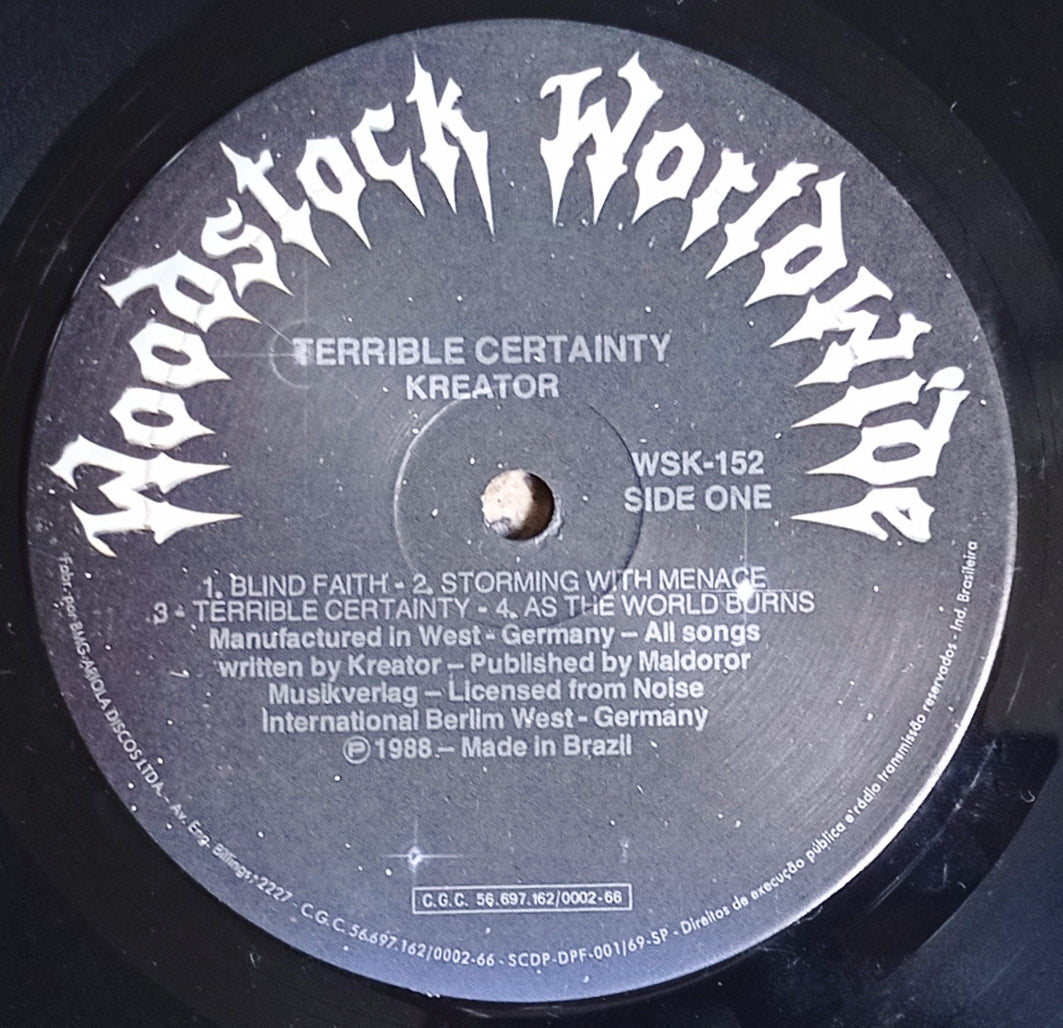 Woodstock Worldwide
TERRIBLE CERTAINTY
KREATOR
WSK-152
SIDE ONE
1. BLIND FAITH - 2. STORMING WITH MENACE
3 - TERRIBLE CERTAINTY - 4. AS THE WORLD BURNS
Manufactured in West - Germany – All songs
written by Kreator – Published by Maldoror
Musikverlag – Licensed from Noise
International Berlim West - Germany
Ⓟ 1988 – Made in Brazil
C.G.C. 56.697.162/0002-66
Fabr. por BMG-ARIOLA DISCOS LTDA. - Av. Eng. Billings, 2227 - C.G.C. 56.697.162/0002-66 - SCDP-DPF-001/69-SP - Direitos de execução pública e rádio transmissão reservados - Ind. Brasileira